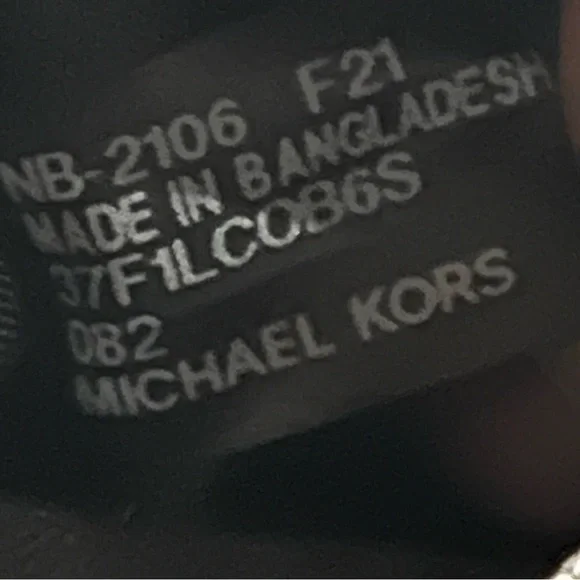 NB-2106 F21
MADE IN BANGLADESH
37F1LCOB6S
082
MICHAEL KORS